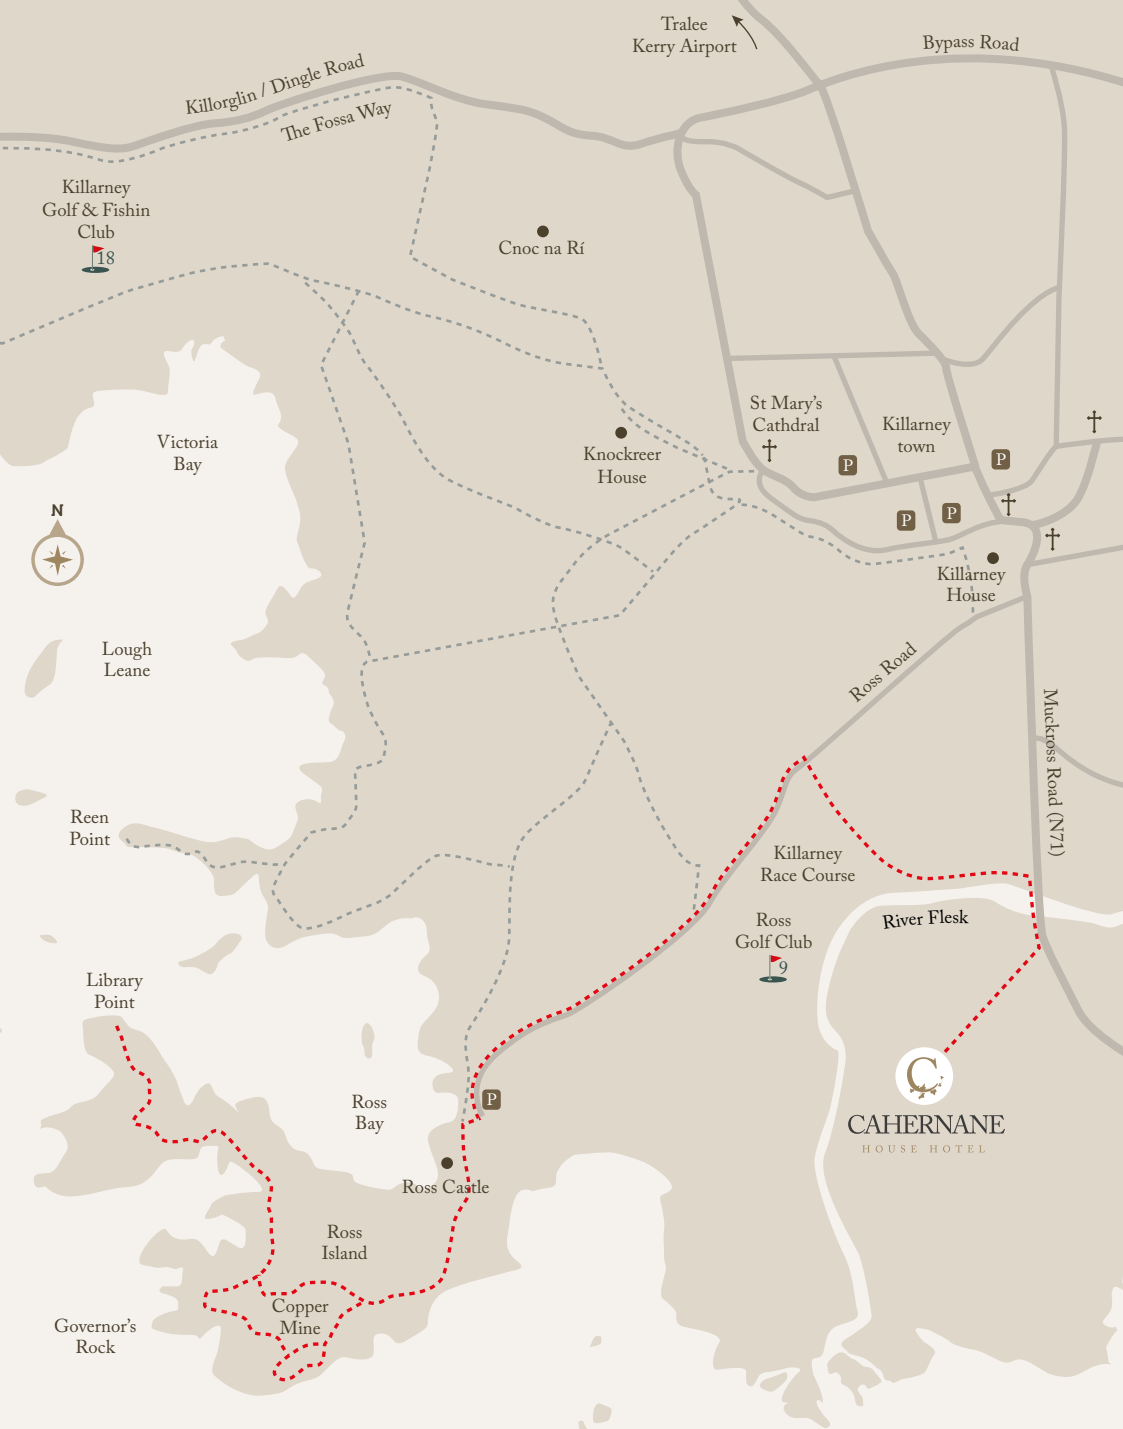 Tralee
Kerry Airport
Bypass Road
Killorglin / Dingle Road
The Fossa Way
Killarney
Golf & Fishin
Club
18
Cnoc na Rí
St Mary's
Cathdral
Killarney
town
P
P
Knockreer
House
P
P
Victoria
Bay
N
Killarney
House
Lough
Leane
Ross Road
Muckross Road (N71)
Reen
Point
Killarney
Race Course
River Flesk
Ross
Golf Club
9
Library
Point
P
Ross
Bay
C
CAHERNANE
HOUSE HOTEL
Ross Castle
Ross
Island
Copper
Mine
Governor's
Rock